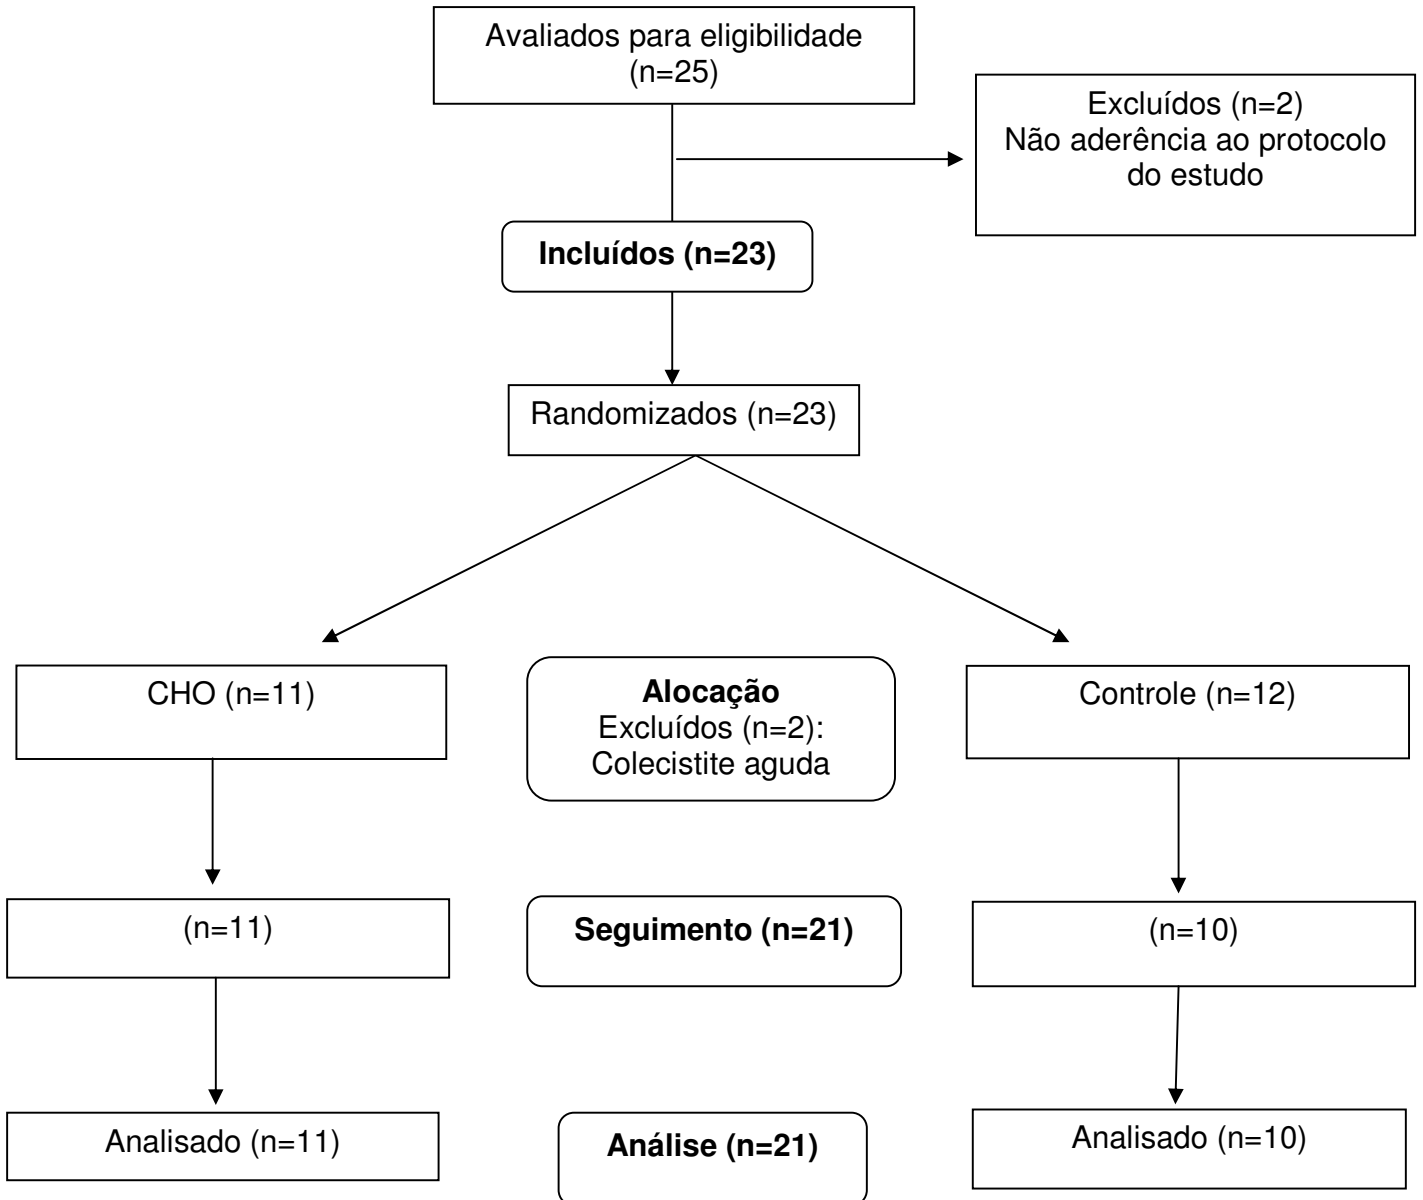 Avaliados para eligibilidade
(n=25)
Excluídos (n=2)
Não aderência ao protocolo
do estudo
Incluídos (n=23)
Randomizados (n=23)
CHO (n=11)
Alocação
Excluídos (n=2):
Colecistite aguda
Controle (n=12)
(n=11)
Seguimento (n=21)
(n=10)
Analisado (n=11)
Análise (n=21)
Analisado (n=10)